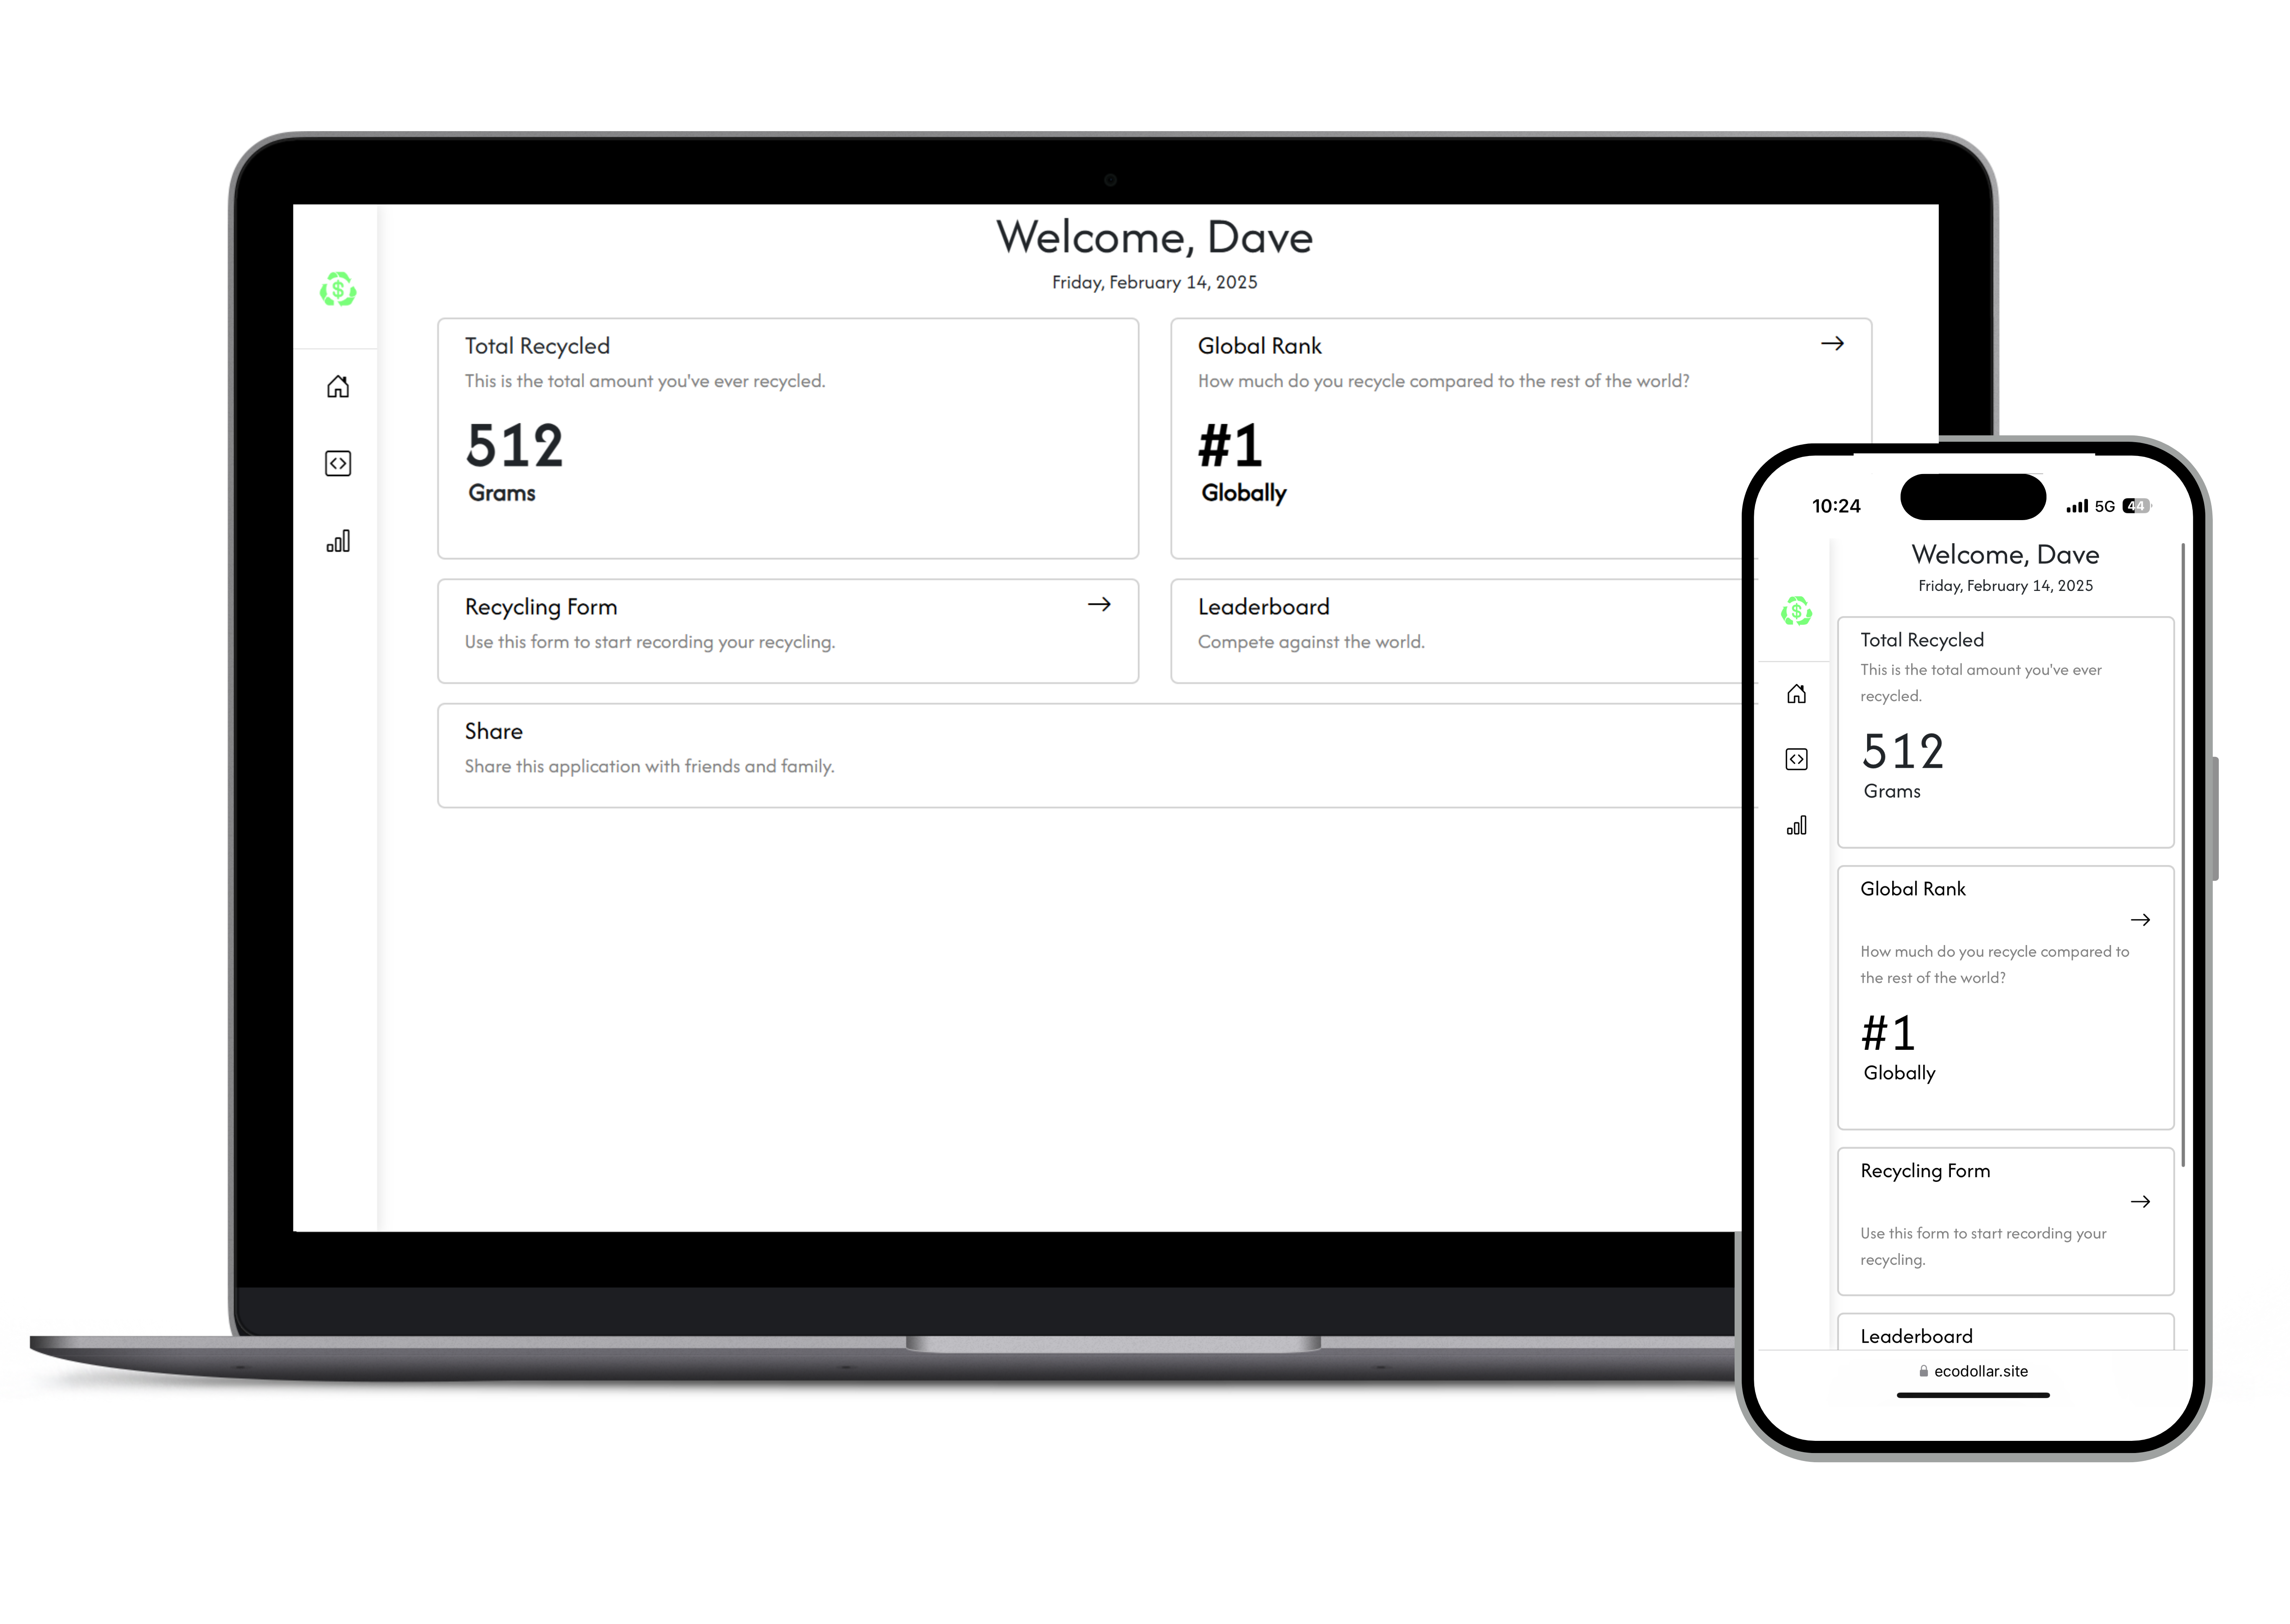 Welcome, Dave
Friday, February 14, 2025
$
Total Recycled
This is the total amount you've ever recycled.
512
Grams
Global Rank
How much do you recycle compared to the rest of the world?
#1
Globally
Recycling Form
Use this form to start recording your recycling.
Leaderboard
Compete against the world.
Share
Share this application with friends and family.
10:24
5G
44
Welcome, Dave
Friday, February 14, 2025
$
Total Recycled
This is the total amount you've ever
recycled.
512
Grams
Global Rank
How much do you recycle compared to
the rest of the world?
#1
Globally
Recycling Form
Use this form to start recording your
recycling.
Leaderboard
ecodollar.site